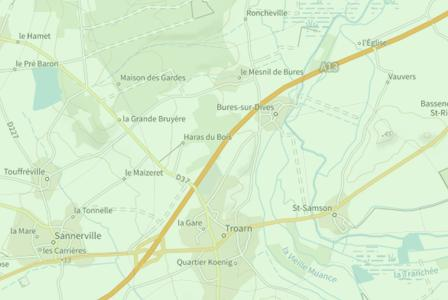 Roncheville
le Hamet
l'Église
le Pré Baron
A13
le Mesnil de Bures
Maison des Gardes
Vauvers
Bures-sur-Dives
Bassene
St-Ri
la Grande Bruyère
D227
Haras du Bois
Touffréville
le Maizeret
D37
la Tonnelle
St-Samson
la Mare
la Gare
Troarn
Sannerville
les Carrières
Quartier Koenig
la Vieille Muance
la Tranchée